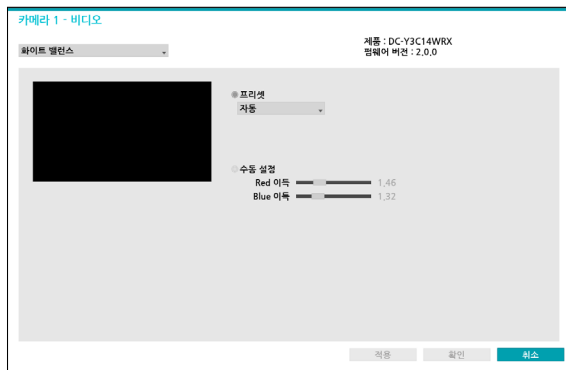 카메라 1 - 비디오
제품 : DC-Y3C14WRX
화이트 밸런스
펌웨어 버전 : 2.0.0
프리셋
자동
수동 설정
Red 이득 1.46
Blue 이득 1.32
적용 확인 취소